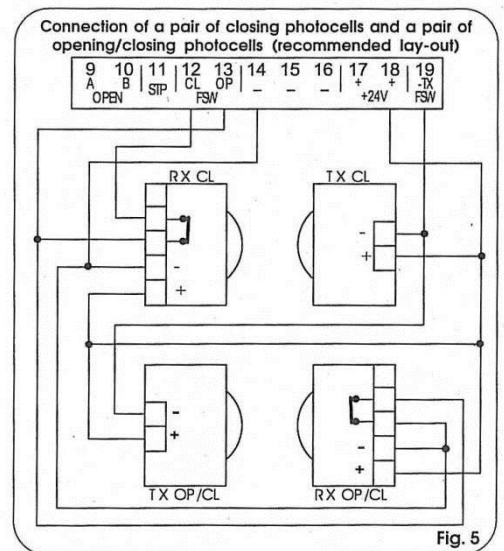 Connection of a pair of closing photocells and a pair of
opening/closing photocells (recommended lay-out)
9 10 11 12 13 14 15 16 17 18 19
A B STP CL OP - - - + + -TX
OPEN FSW +24V FSW
RX CL TX CL
- -
+ +
- -
+ +
TX OP/CL RX OP/CL
Fig. 5